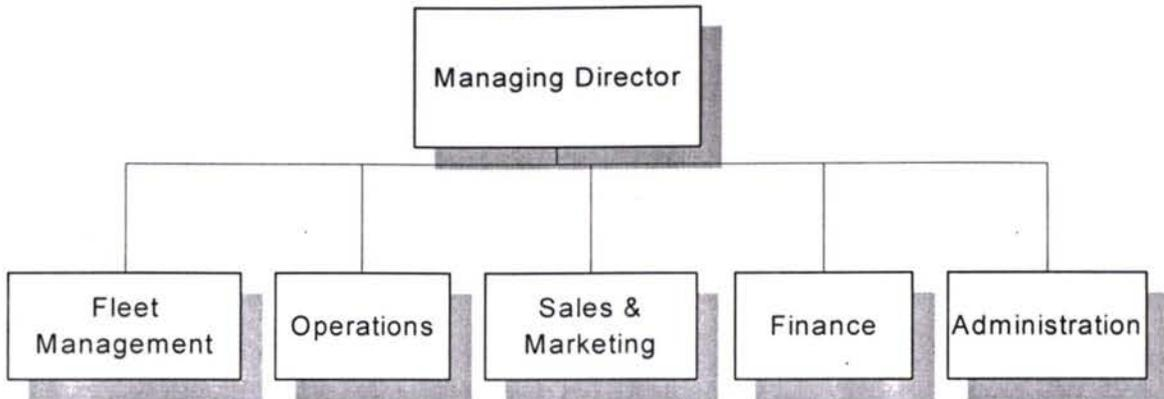 Managing Director
Fleet
Management
Operations
Sales &
Marketing
Finance
Administration